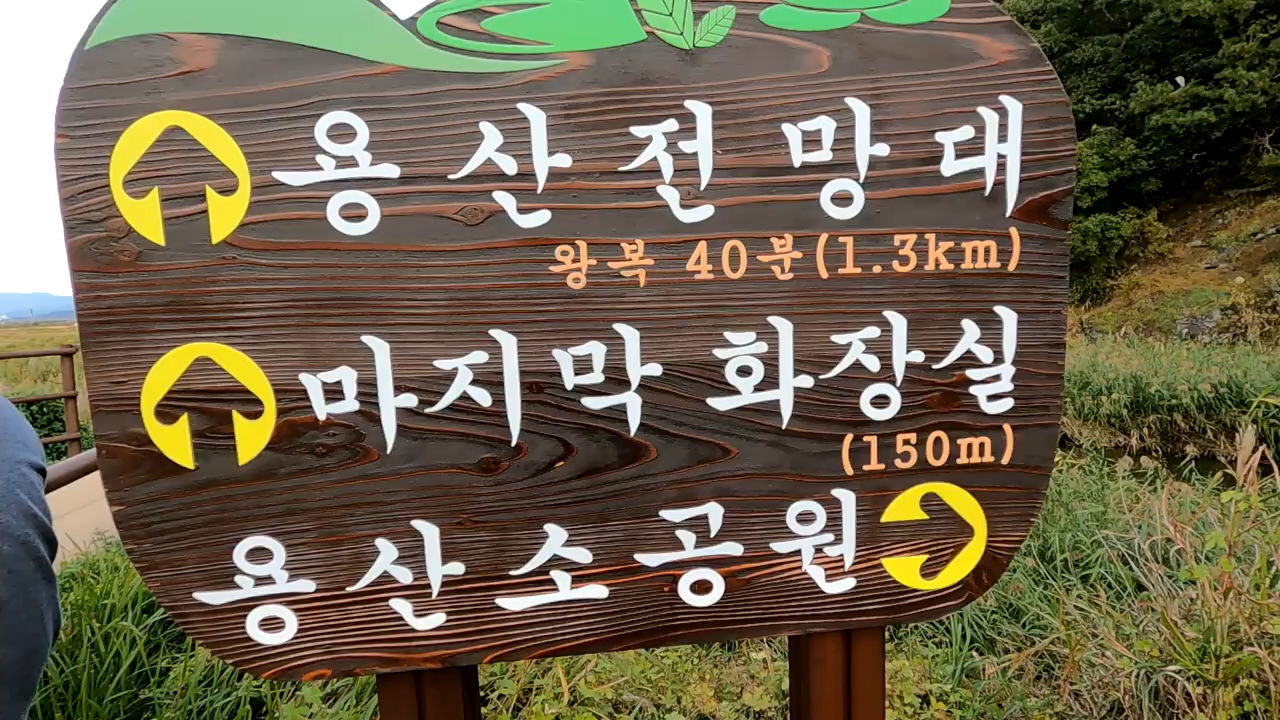 용산전망대
왕복 40분(1.3km)
마지막 화장실
(150m)
용산소공원